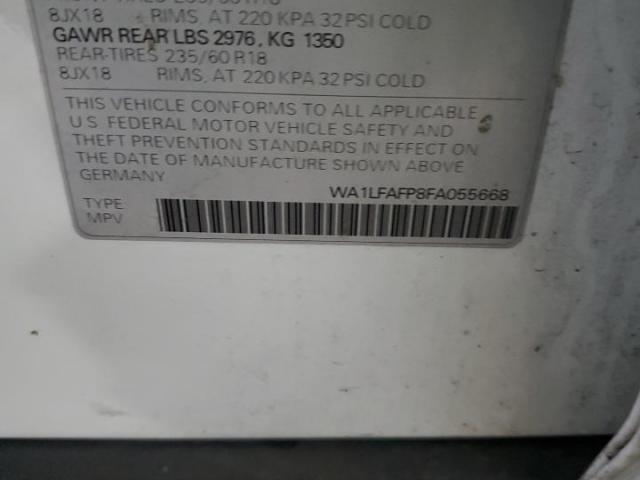 8JX18 RIMS, AT 220 KPA 32 PSI COLD
GAWR REAR LBS 2976, KG 1350
REAR-TIRES 235/60 R18
8JX18 RIMS, AT 220 KPA 32 PSI COLD
THIS VEHICLE CONFORMS TO ALL APPLICABLE
U.S. FEDERAL MOTOR VEHICLE SAFETY AND
THEFT PREVENTION STANDARDS IN EFFECT ON
THE DATE OF MANUFACTURE SHOWN ABOVE
GERMANY
WA1LFAFP8FA055668
TYPE
MPV